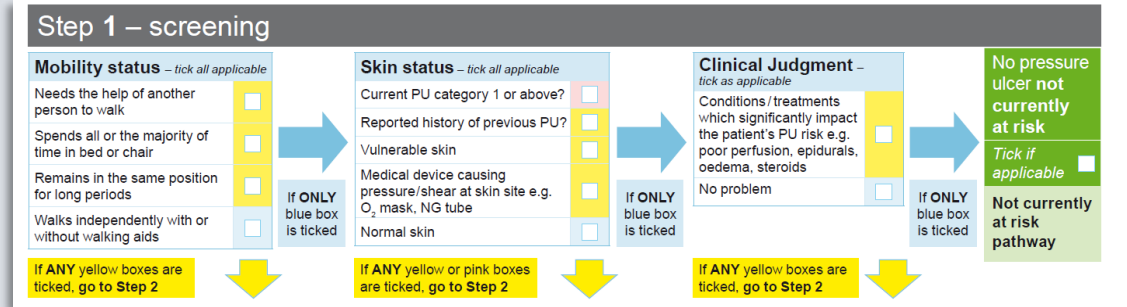 Step 1 – screening
Mobility status – tick all applicable
Needs the help of another
person to walk
Spends all or the majority of
time in bed or chair
Remains in the same position
for long periods
Walks independently with or
without walking aids
If ANY yellow boxes are
ticked, go to Step 2
If ONLY
blue box
is ticked
Skin status – tick all applicable
Current PU category 1 or above?
Reported history of previous PU?
Vulnerable skin
Medical device causing
pressure/shear at skin site e.g.
O₂ mask, NG tube
Normal skin
If ANY yellow or pink boxes
are ticked, go to Step 2
If ONLY
blue box
is ticked
Clinical Judgment –
tick as applicable
Conditions/treatments
which significantly impact
the patient's PU risk e.g.
poor perfusion, epidurals,
oedema, steroids
No problem
If ANY yellow boxes are
ticked, go to Step 2
If ONLY
blue box
is ticked
No pressure
ulcer not
currently
at risk
Tick if
applicable
Not currently
at risk
pathway